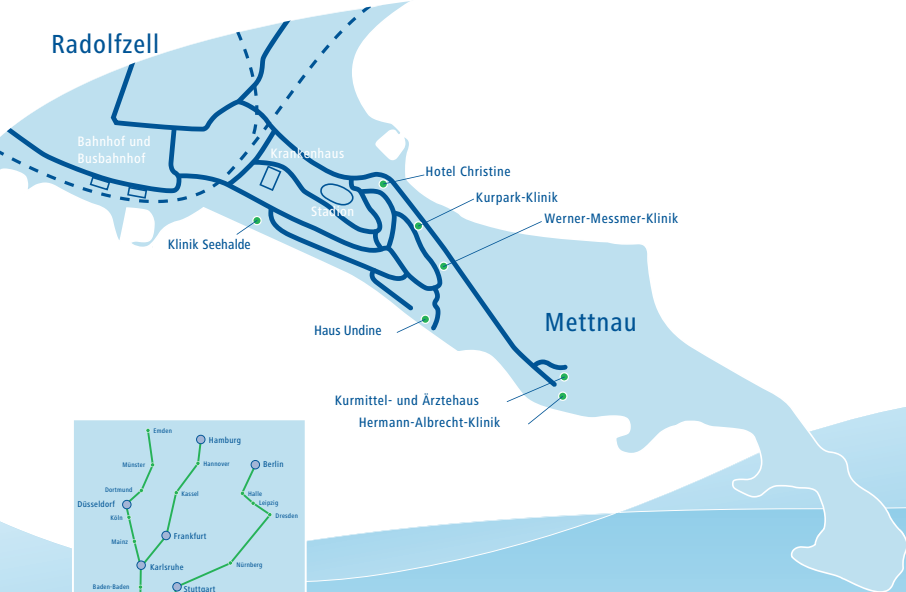 Radolfzell
Bahnhof und
Busbahnhof
Krankenhaus
Hotel Christine
Kurpark-Klinik
Stadion
Werner-Messmer-Klinik
Klinik Seehalde
Mettnau
Haus Undine
Kurmittel- und Ärztehaus
Hermann-Albrecht-Klinik
Emden
Hamburg
Münster
Hannover
Berlin
Dortmund
Kassel
Halle
Düsseldorf
Leipzig
Köln
Dresden
Mainz
Frankfurt
Karlsruhe
Nürnberg
Baden-Baden
Stuttgart